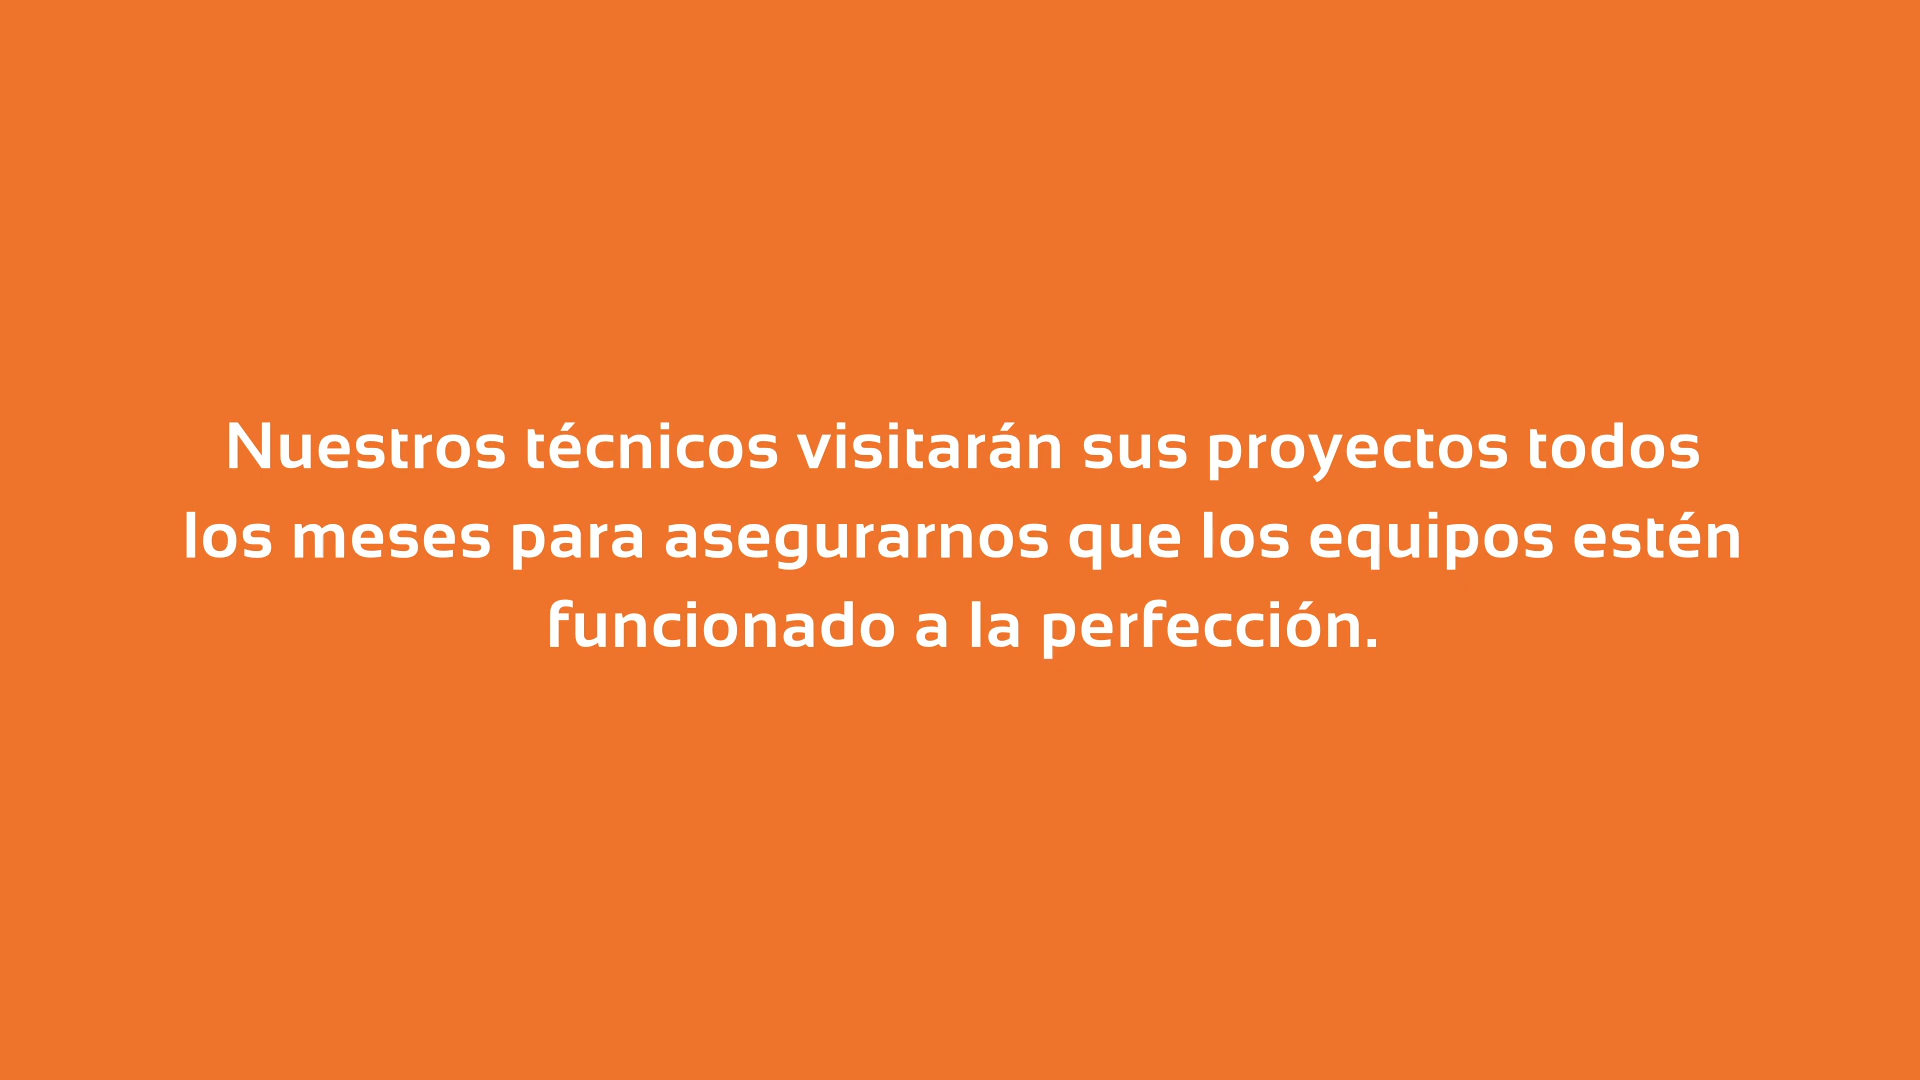 Nuestros técnicos visitarán sus proyectos todos
los meses para asegurarnos que los equipos estén
funcionado a la perfección.